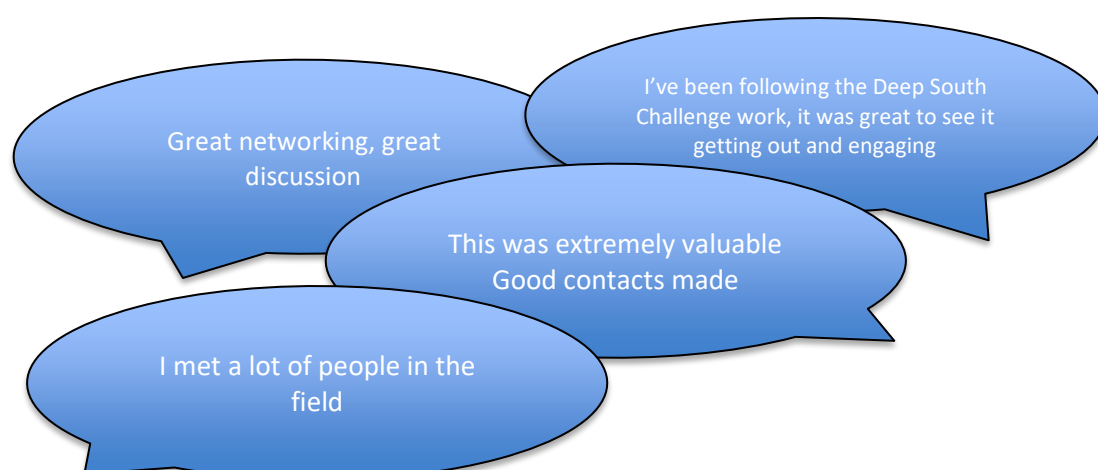 Great networking, great
discussion
I’ve been following the Deep South
Challenge work, it was great to see it
getting out and engaging
This was extremely valuable
Good contacts made
I met a lot of people in the
field